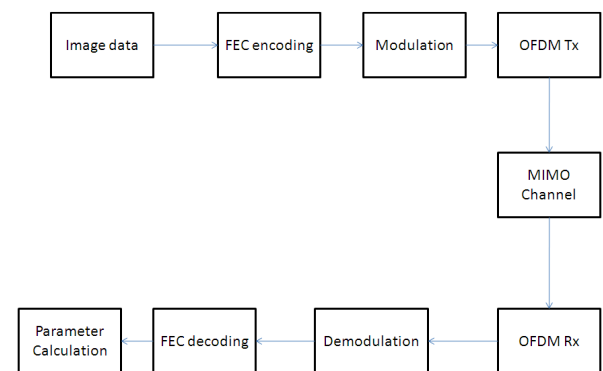 Image data
FEC encoding
Modulation
OFDM Tx
MIMO
Channel
Parameter
Calculation
FEC decoding
Demodulation
OFDM Rx